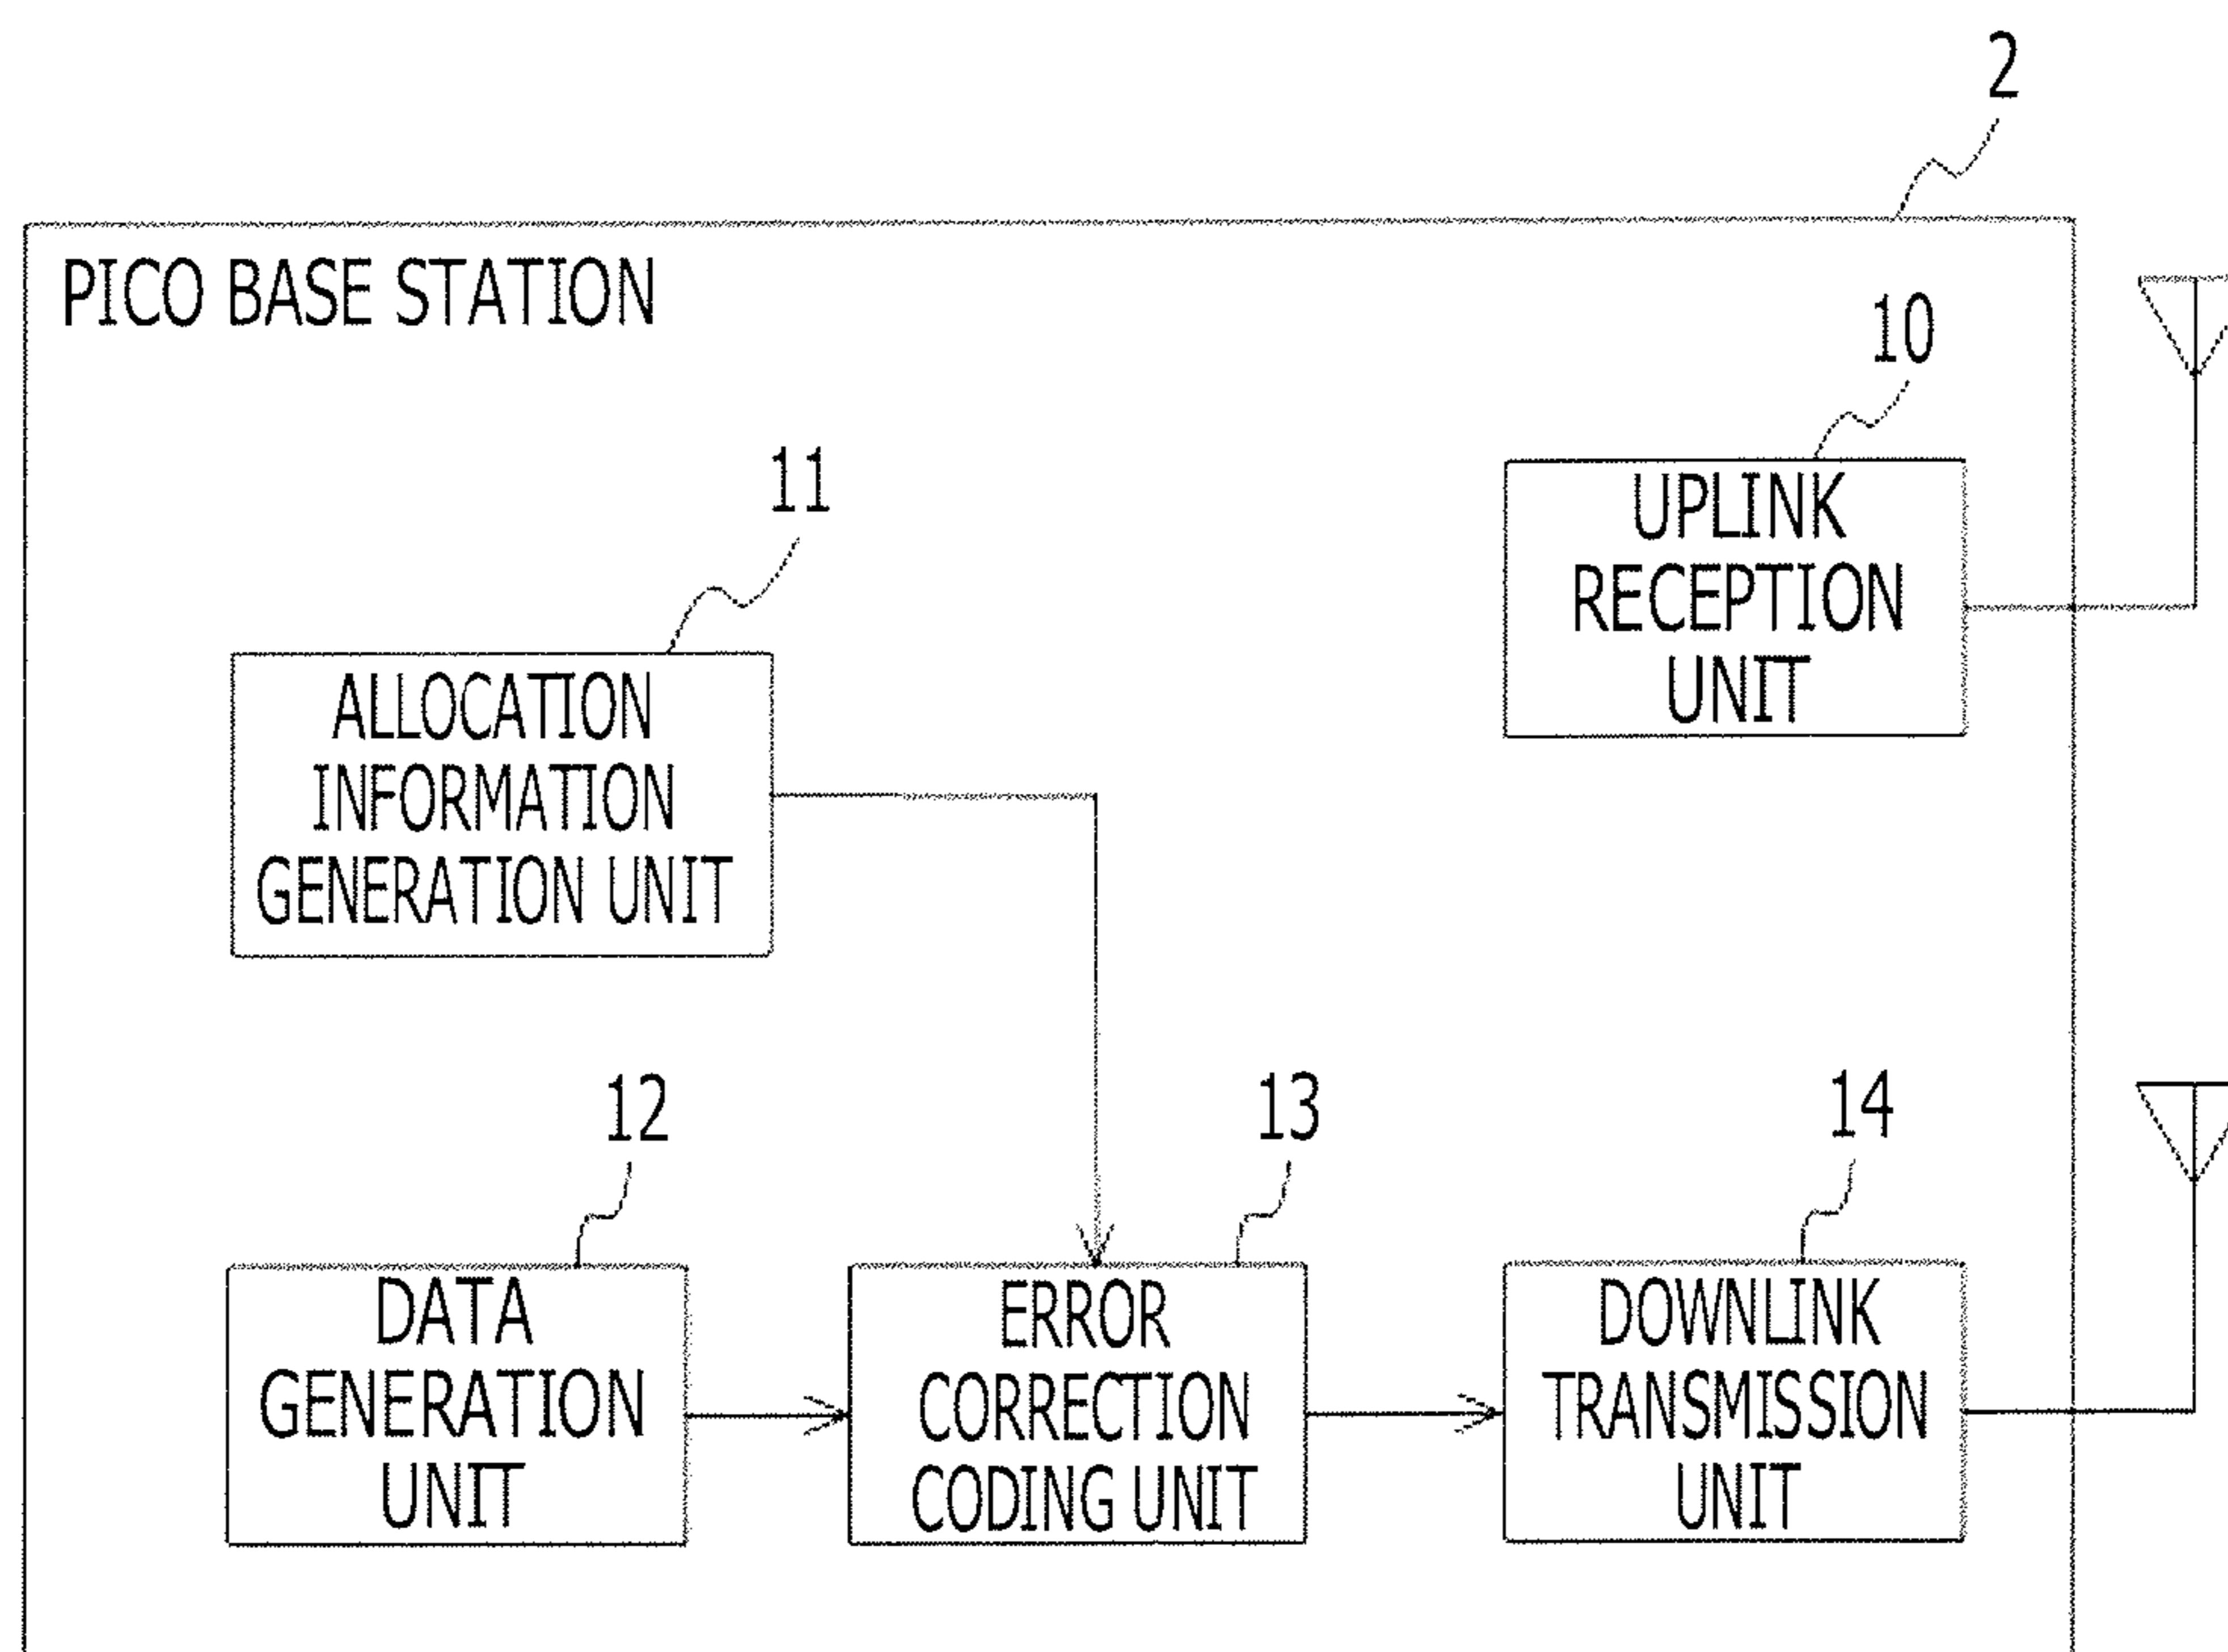 2
PICO BASE STATION
10
UPLINK
RECEPTION
UNIT
11
ALLOCATION
INFORMATION
GENERATION UNIT
12
DATA
GENERATION
UNIT
13
ERROR
CORRECTION
CODING UNIT
14
DOWNLINK
TRANSMISSION
UNIT